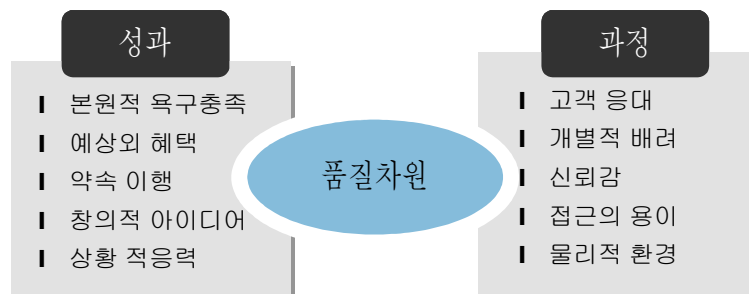 성과
본원적 욕구충족
예상외 혜택
약속 이행
창의적 아이디어
상황 적응력
품질차원
과정
고객 응대
개별적 배려
신뢰감
접근의 용이
물리적 환경